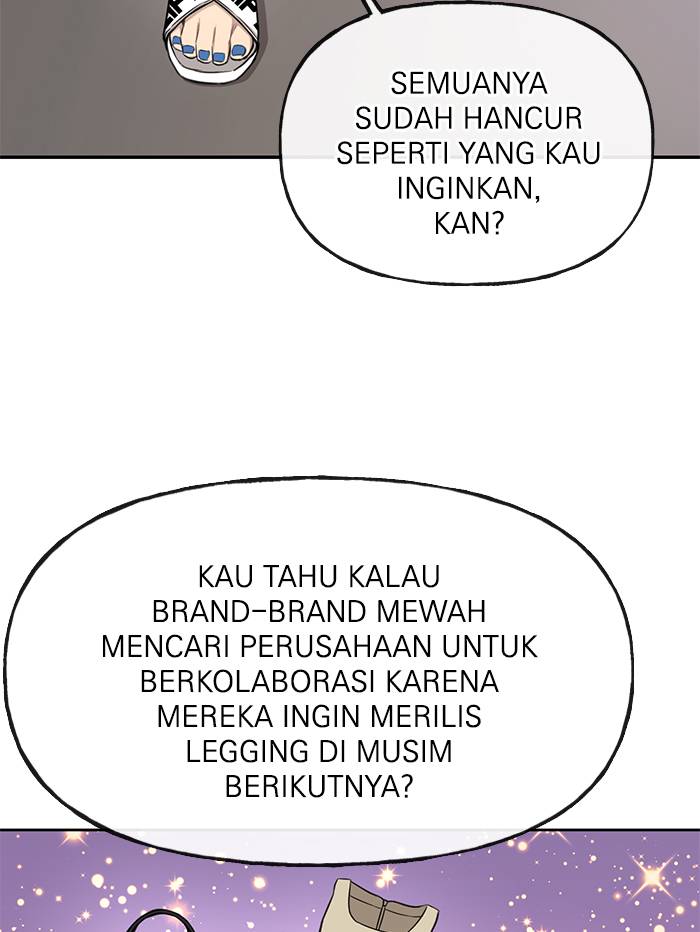 SEMUANYA
SUDAH HANCUR
SEPERTI YANG KAU
INGINKAN,
KAN?
KAU TAHU KALAU
BRAND-BRAND MEWAH
MENCARI PERUSAHAAN UNTUK
BERKOLABORASI KARENA
MEREKA INGIN MERILIS
LEGGING DI MUSIM
BERIKUTNYA?